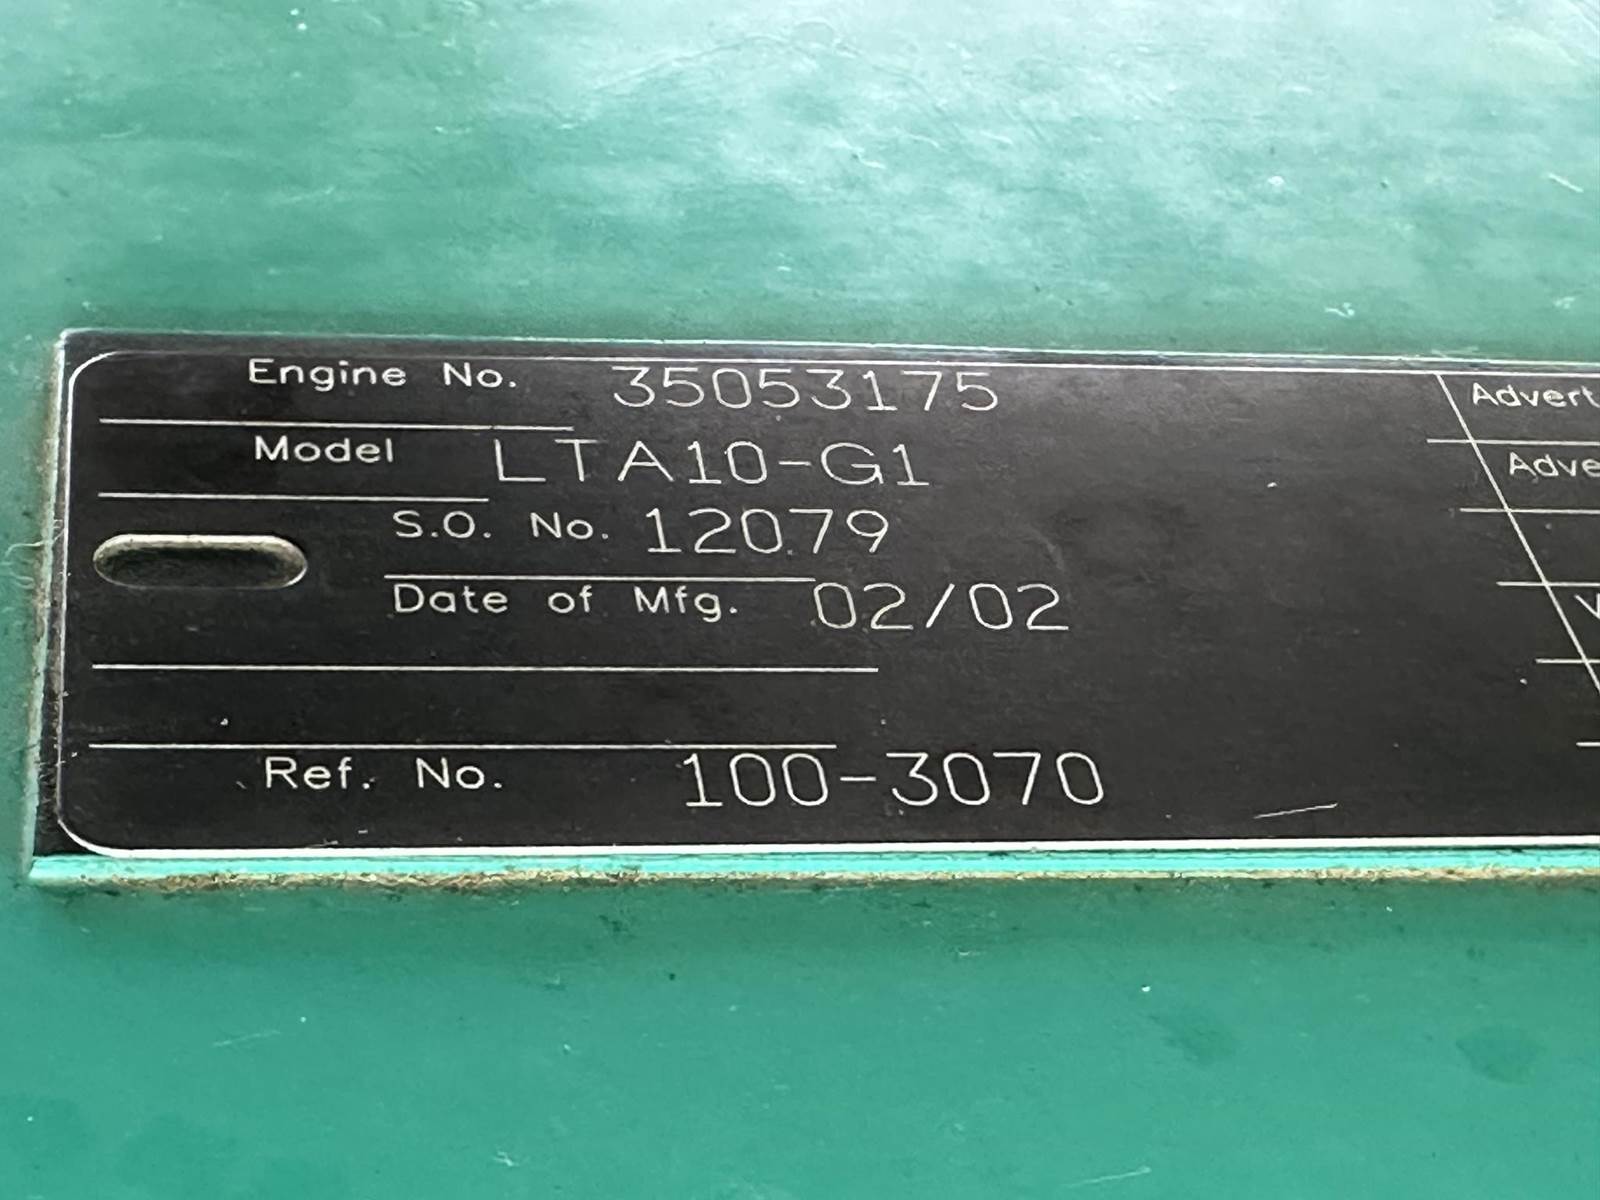 Engine No. 35053175
Model LTA10-G1
S.O. No. 12079
Date of Mfg. 02/02
Ref. No. 100-3070
Advert
Adve
V